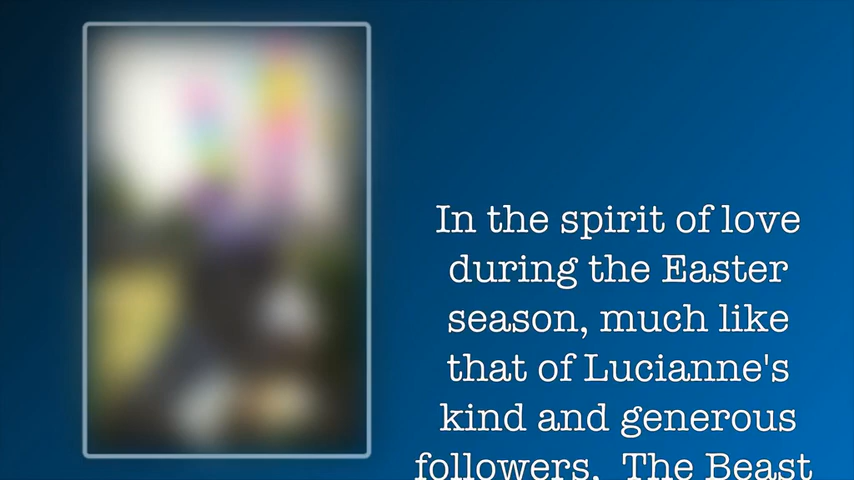 In the spirit of love
during the Easter
season, much like
that of Lucianne's
kind and generous
followers,  The Beast